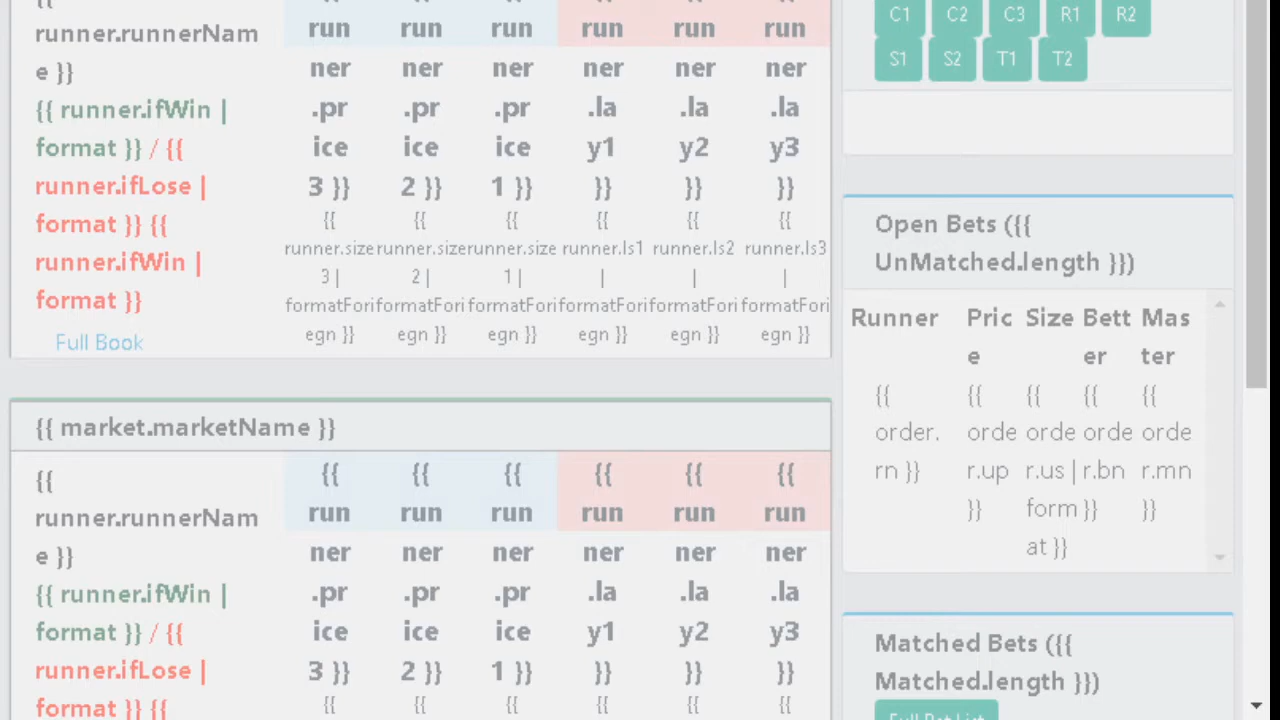 {{
runner.runnerNam
e }}
{{ runner.ifWin |
format }} / {{
runner.ifLose |
format }} {{
runner.ifWin |
format }}
Full Book
run run run run run run
ner ner ner ner ner ner
.pr .pr .pr .la .la .la
ice ice ice y1 y2 y3
3 }} 2 }} 1 }} }} }} }}
{{ {{ {{ {{ {{ {{
runner.size runner.size runner.size runner.ls1 runner.ls2 runner.ls3
3 | 2 | 1 | | | |
formatFori formatFori formatFori formatFori formatFori formatFori
egn }} egn }} egn }} egn }} egn }} egn }}
{{ market.marketName }}
{{
runner.runnerNam
e }}
{{ runner.ifWin |
format }} / {{
runner.ifLose |
format }} {{
{{ {{ {{ {{ {{ {{
run run run run run run
ner ner ner ner ner ner
.pr .pr .pr .la .la .la
ice ice ice y1 y2 y3
3 }} 2 }} 1 }} }} }} }}
{{ {{ {{ {{ {{ {{
C1 C2 C3 R1 R2
S1 S2 T1 T2
Open Bets ({{
UnMatched.length }})
Runner Pric Size Bett Mas
e er ter
{{ {{ {{ {{ {{
order. orde orde orde orde
rn }} r.up r.us | r.bn r.mn
}} form }} }}
at }}
Matched Bets ({{
Matched.length }})
Full Bet List